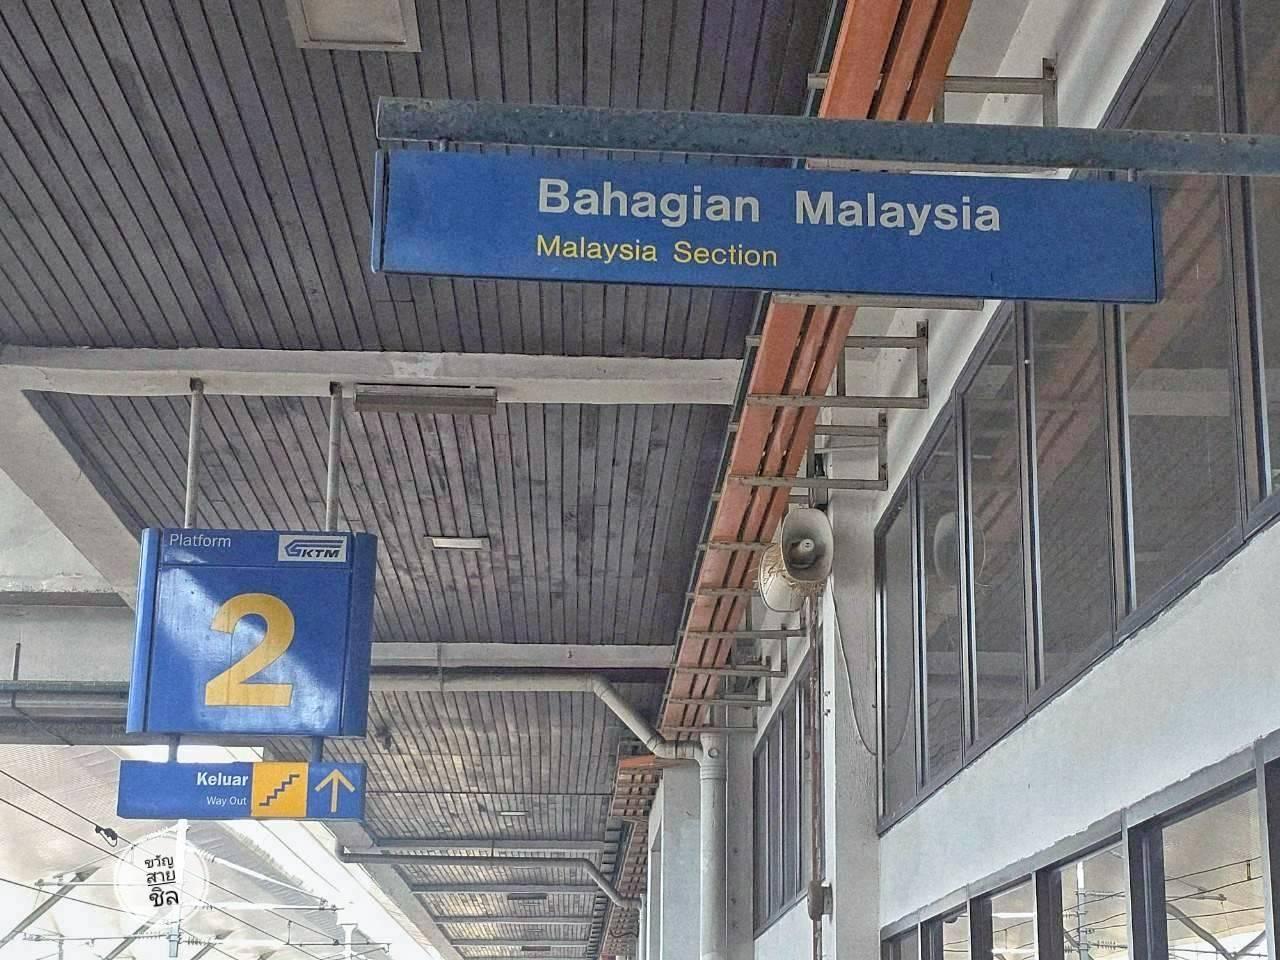 Bahagian Malaysia
Malaysia Section
Platform
KTM
2
Keluar
Way Out
ขวัญ
สาย
ชิล